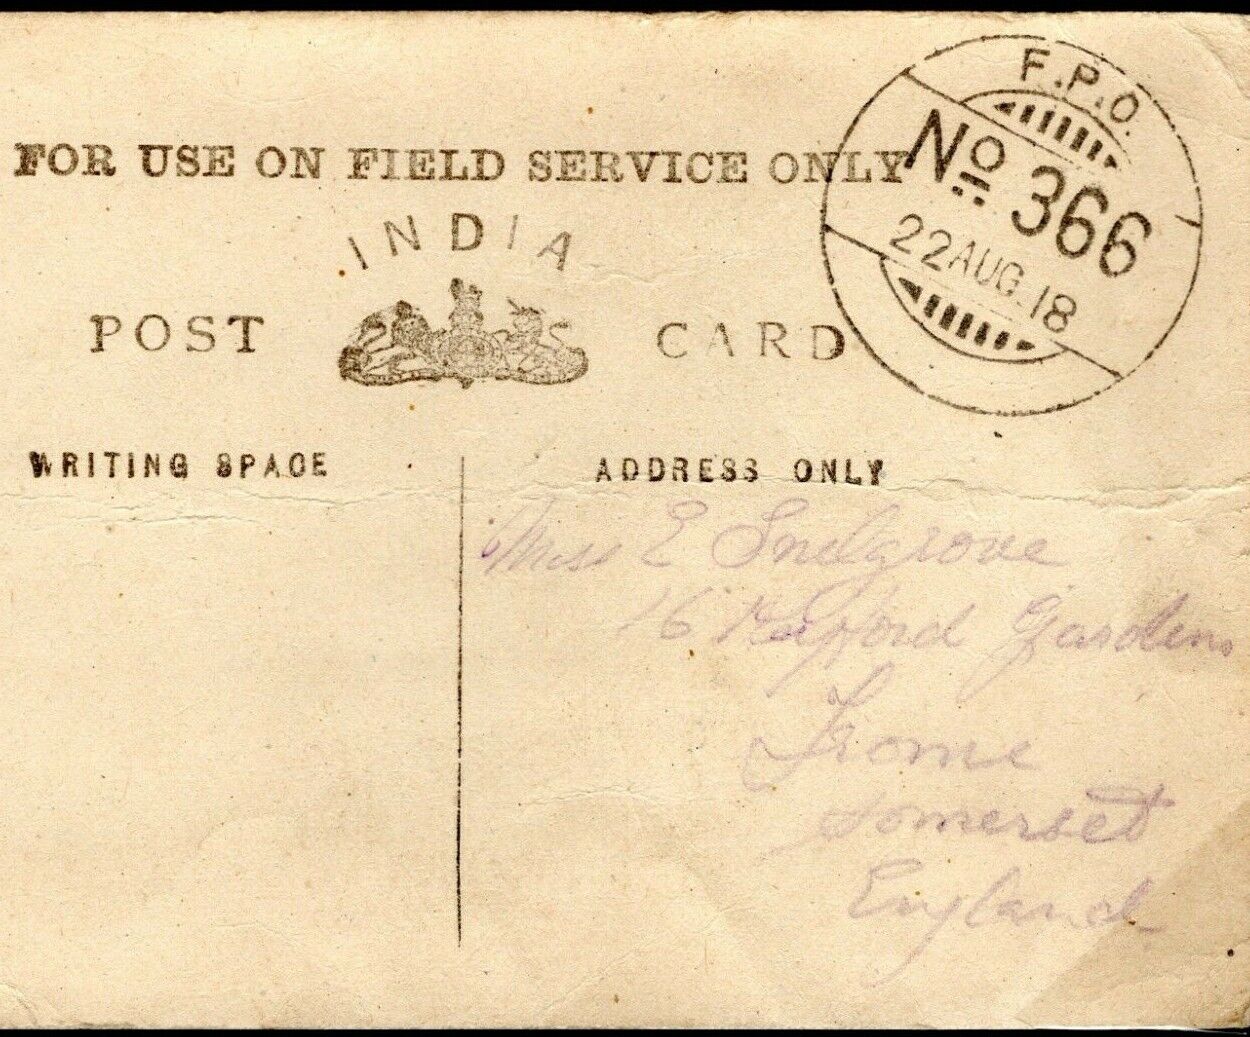 F.P.O.
No 366
22 AUG. 18
FOR USE ON FIELD SERVICE ONLY
INDIA
POST CARD
WRITING SPACE
ADDRESS ONLY
Miss E
16 Gardens
Frome
Somerset
England